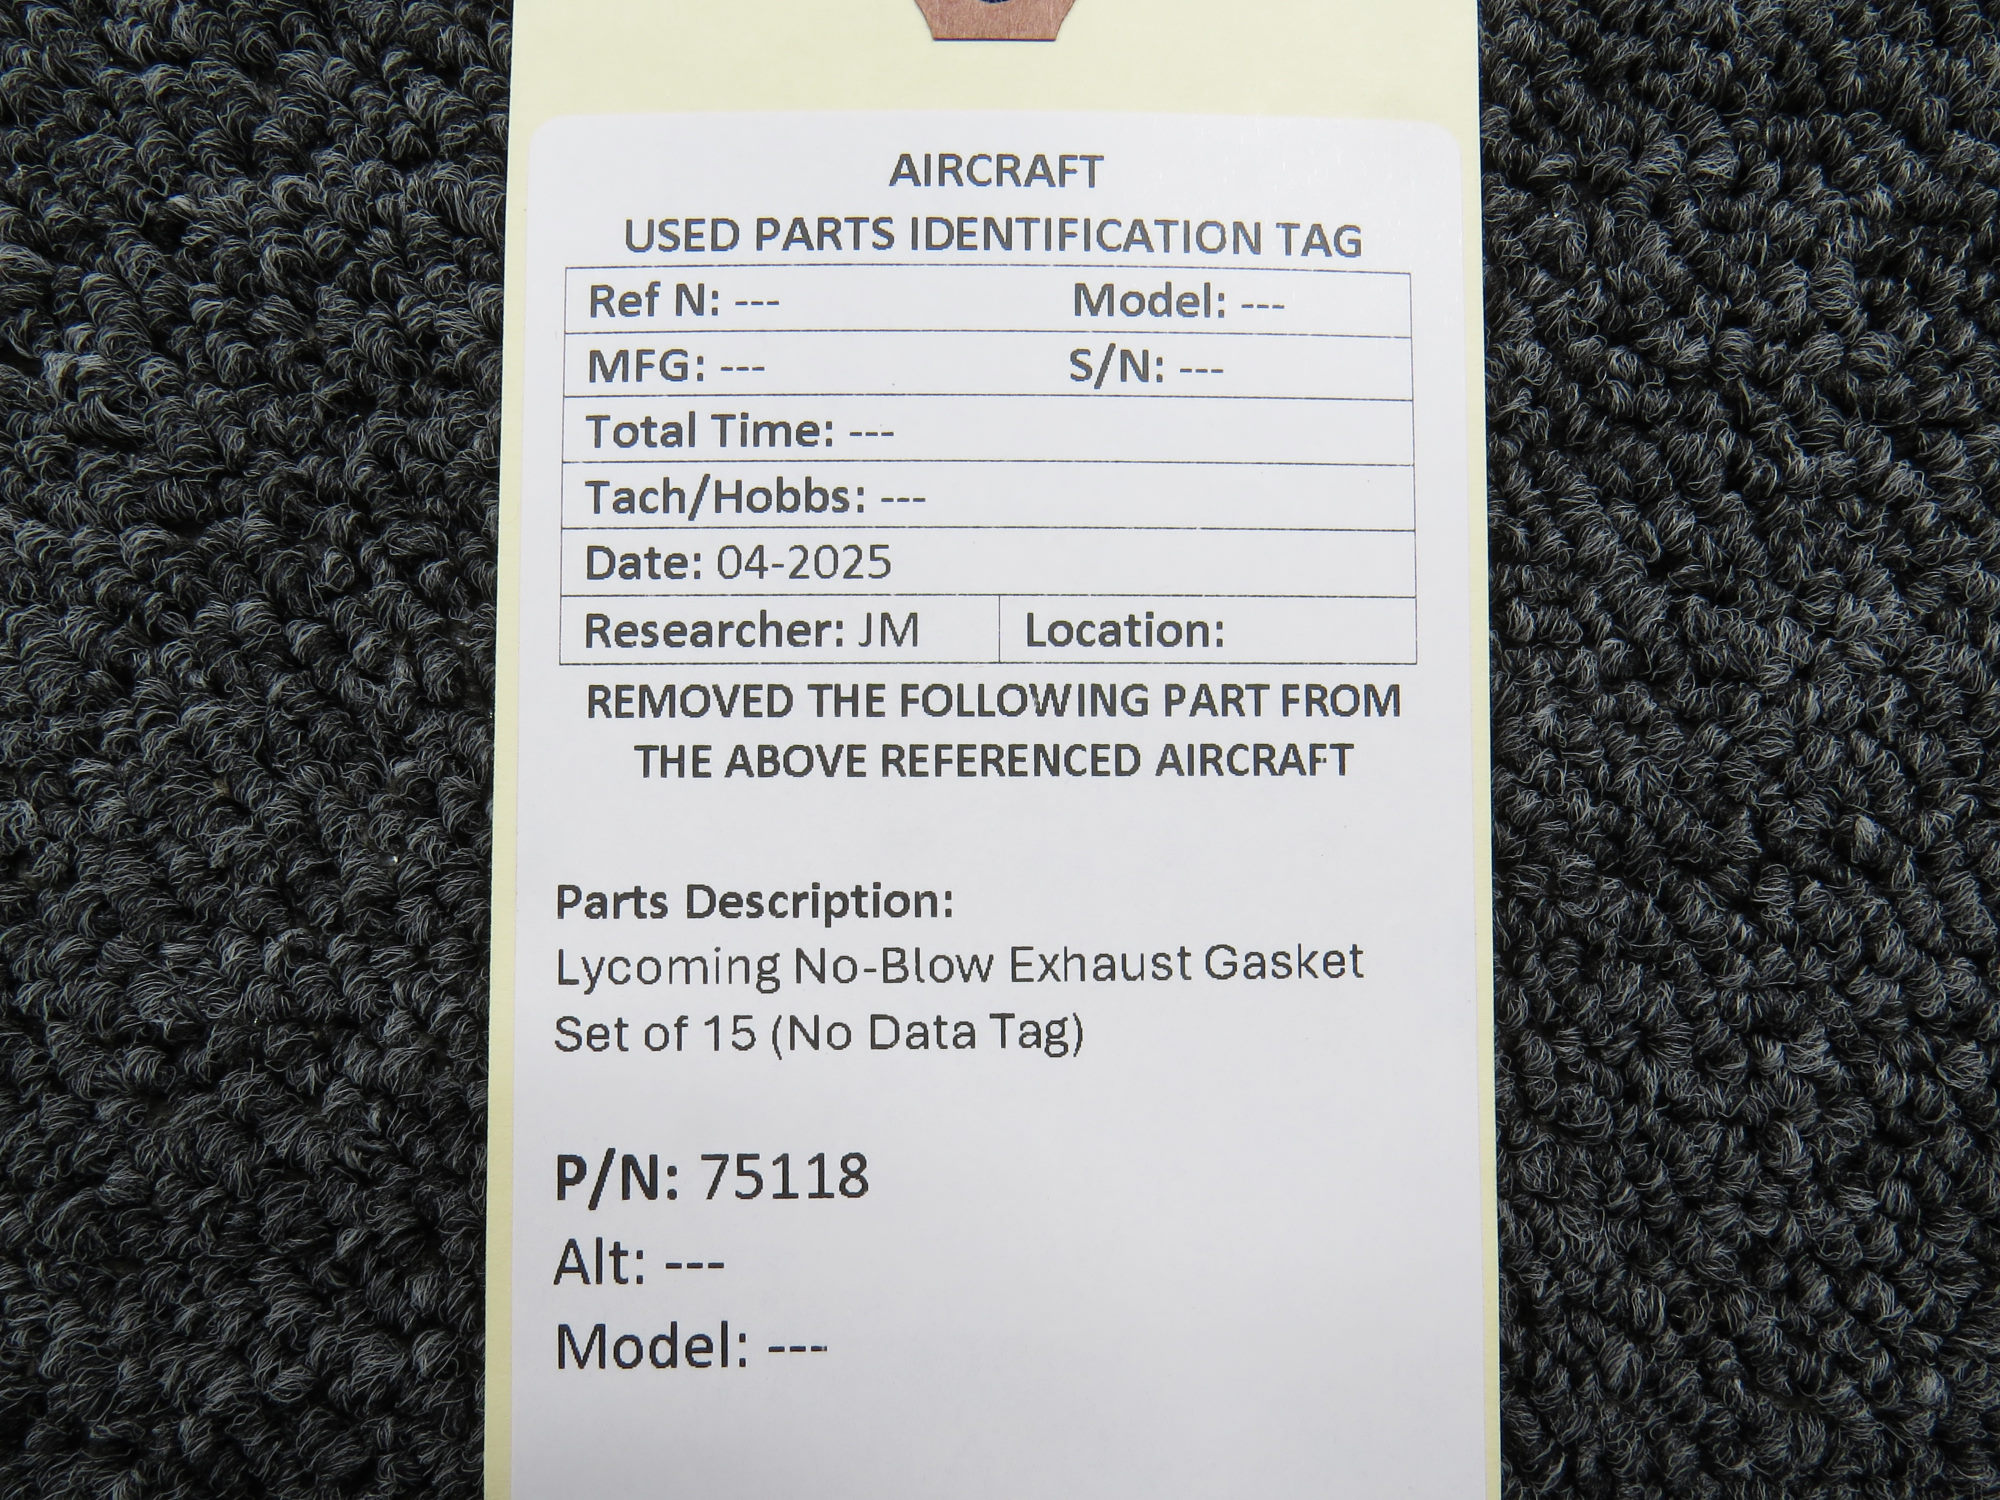 AIRCRAFT
USED PARTS IDENTIFICATION TAG
Ref N: --- Model: ---
MFG: --- S/N: ---
Total Time: ---
Tach/Hobbs: ---
Date: 04-2025
Researcher: JM Location:
REMOVED THE FOLLOWING PART FROM
THE ABOVE REFERENCED AIRCRAFT
Parts Description:
Lycoming No-Blow Exhaust Gasket
Set of 15 (No Data Tag)
P/N: 75118
Alt: ---
Model: ---